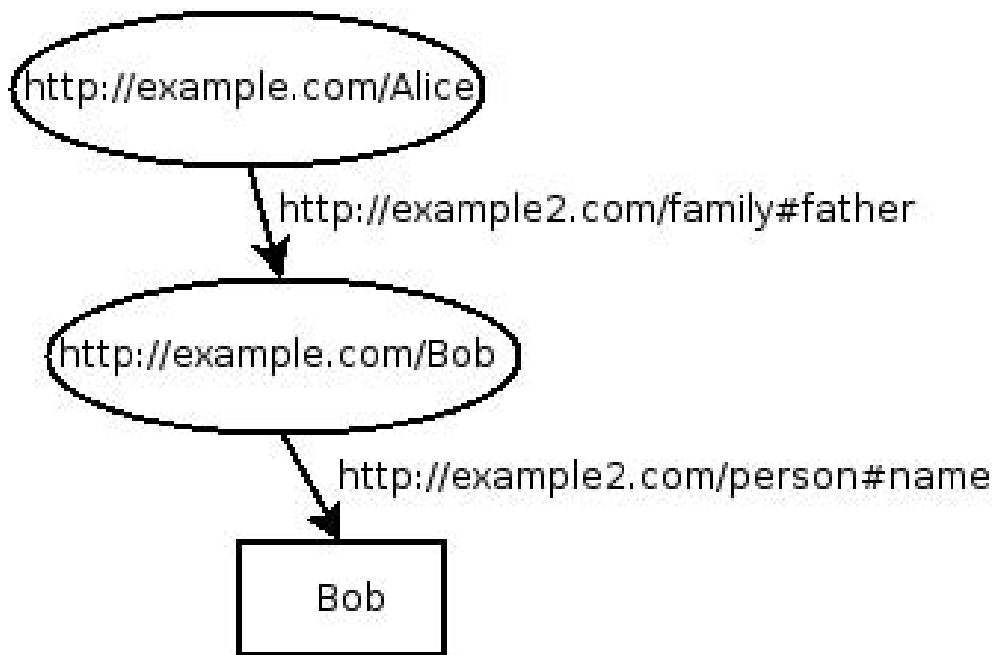 http://example.com/Alice
http://example2.com/family#father
http://example.com/Bob
http://example2.com/person#name
Bob